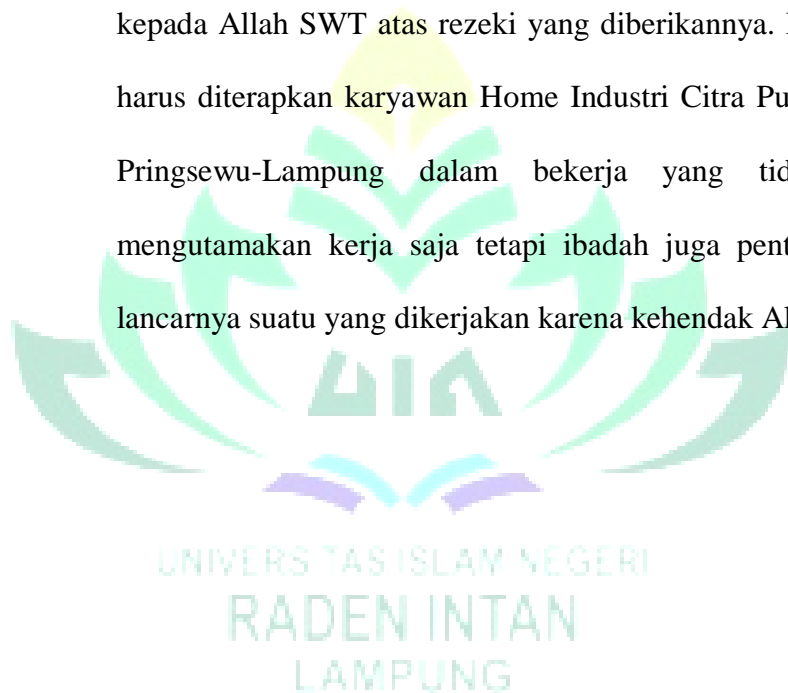 kepada Allah SWT atas rezeki yang diberikannya.
harus diterapkan karyawan Home Industri Citra
Pringsewu-Lampung dalam bekerja yang
mengutamakan kerja saja tetapi ibadah juga
lancarnya suatu yang dikerjakan karena kehendak
UIN
UNIVERSITAS ISLAM NEGERI
RADEN INTAN
LAMPUNG